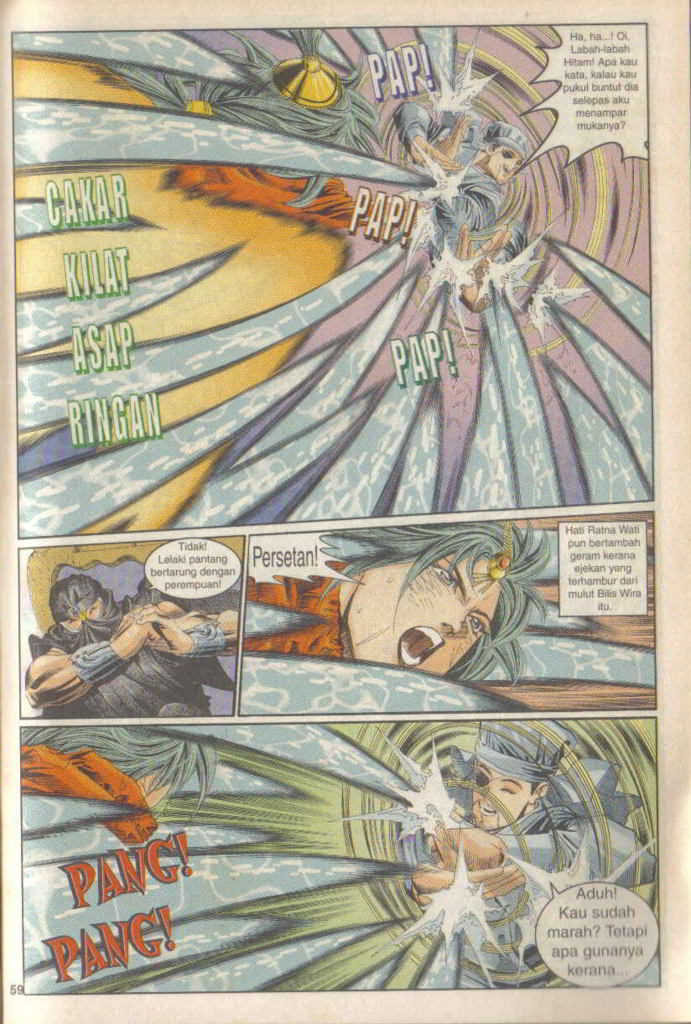 Ha, ha...! Oi,
Labah-labah
Hitam! Apa kau
kata, kalau kau
pukul buntut dia
selepas aku
menampar
mukanya?
PAP!
PAP!
PAP!
CAKAR
KILAT
ASAP
RINGAN
Tidak!
Lelaki pantang
bertarung dengan
perempuan!
Persetan!
Hati Ratna Wati
pun bertambah
geram kerana
ejekan yang
terhambur dari
mulut Bilis Wira
itu.
PANG!
PANG!
Aduh!
Kau sudah
marah? Tetapi
apa gunanya
kerana...
59